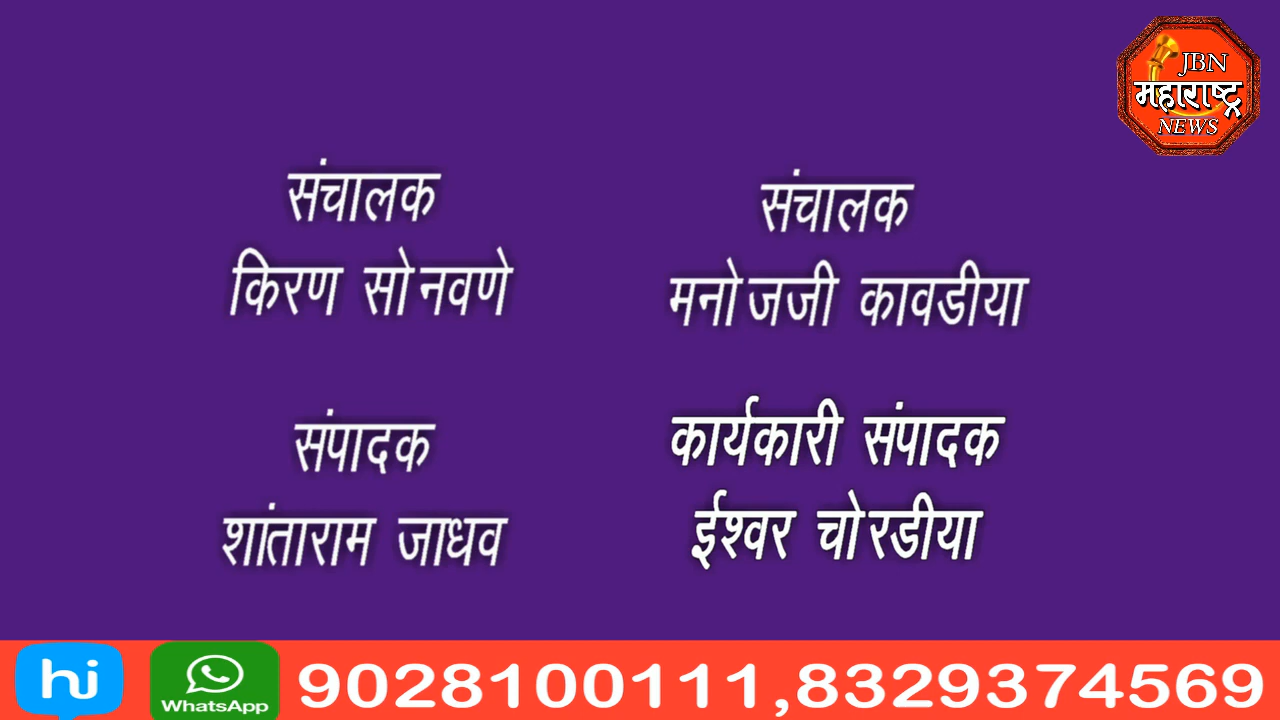 JBN
महाराष्ट्र
NEWS
संचालक
किरण सोनवणे
संचालक
मनोजजी कावडीया
संपादक
शांताराम जाधव
कार्यकारी संपादक
ईश्वर चोरडीया
hi
WhatsApp
9028100111,8329374569